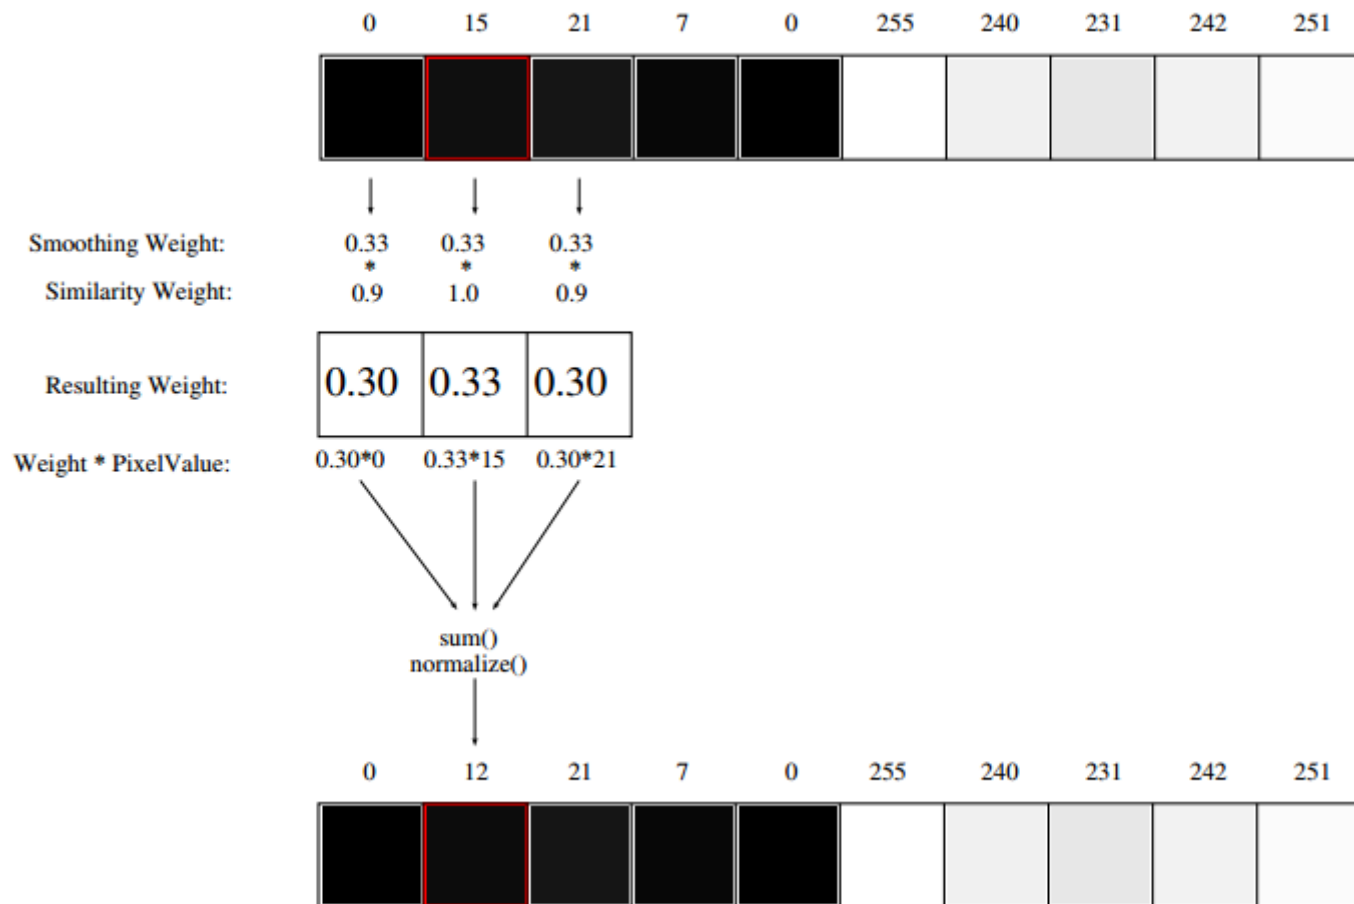 0 15 21 7 0 255 240 231 242 251
Smoothing Weight: 0.33 0.33 0.33
* * *
Similarity Weight: 0.9 1.0 0.9
Resulting Weight: 0.30 0.33 0.30
Weight * PixelValue: 0.30*0 0.33*15 0.30*21
sum()
normalize()
0 12 21 7 0 255 240 231 242 251